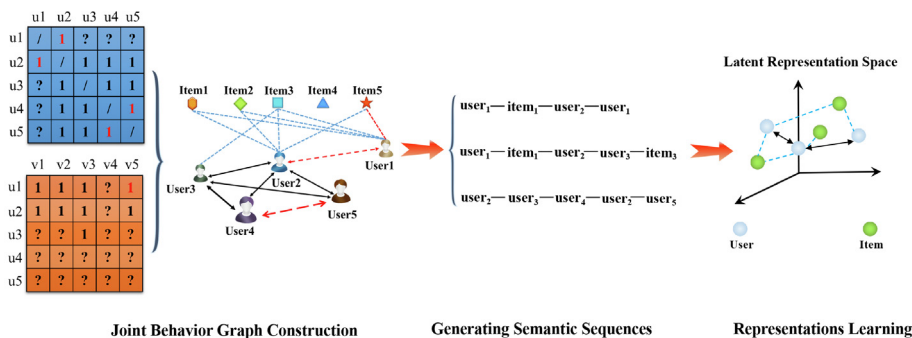 u1 u2 u3 u4 u5
u1 / 1 ? ? ?
u2 1 / 1 1 1
u3 ? 1 / 1 1
u4 ? 1 1 / 1
u5 ? 1 1 1 /
v1 v2 v3 v4 v5
u1 1 1 1 ? 1
u2 1 1 1 ? 1
u3 ? ? 1 ? ?
u4 ? ? ? ? ?
u5 ? ? ? ? ?
Item1 Item2 Item3 Item4 Item5
User1
User2
User3
User5
User4
user1—item1—user2—user1
user1—item1—user2—user3—item3
user2—user3—user4—user2—user5
Latent Representation Space
User Item
Joint Behavior Graph Construction
Generating Semantic Sequences
Representations Learning